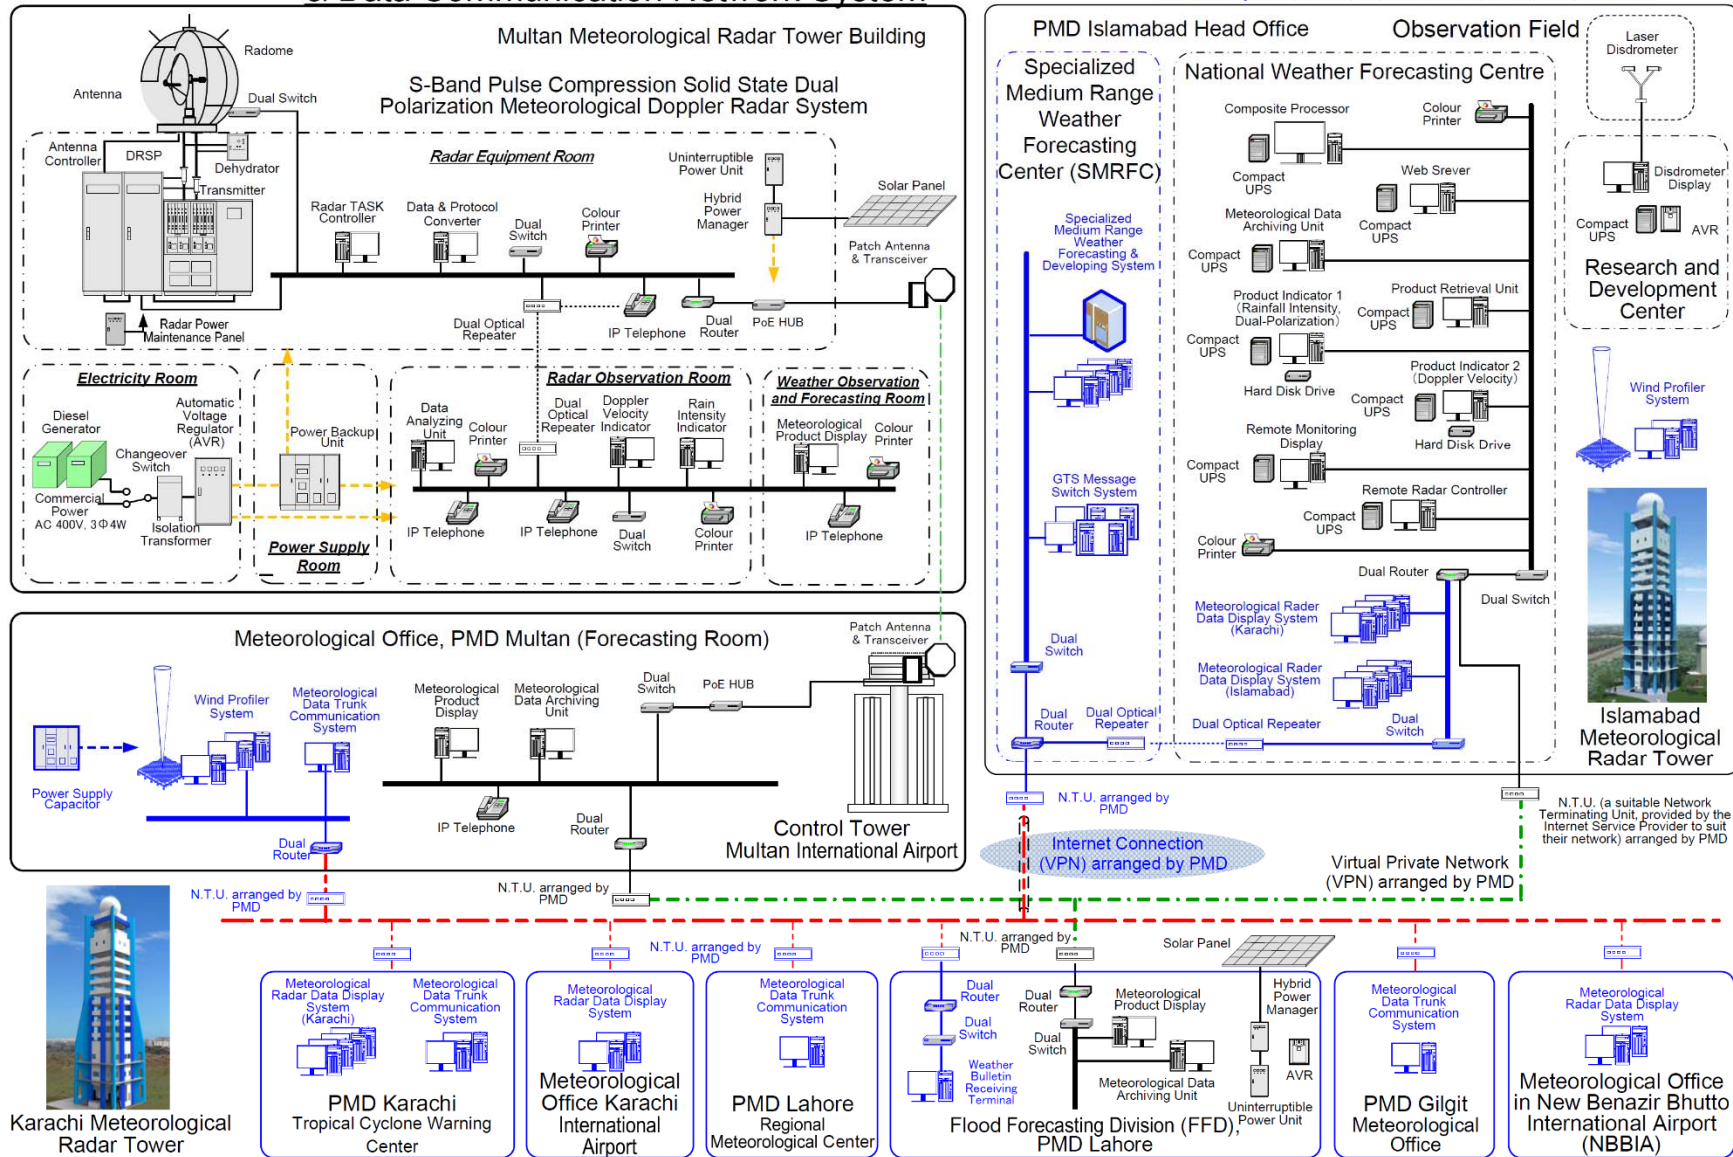 & Data Communication Network System
Multan Meteorological Radar Tower Building
Radome
Antenna
Dual Switch
S-Band Pulse Compression Solid State Dual
Polarization Meteorological Doppler Radar System
Antenna
Controller
DRSP
Dehydrator
Transmitter
Radar Equipment Room
Uninterruptible
Power Unit
Solar Panel
Radar TASK
Controller
Data & Protocol
Converter
Dual
Switch
Colour
Printer
Hybrid
Power
Manager
Patch Antenna
& Transceiver
Radar Power
Maintenance Panel
Dual Optical
Repeater
IP Telephone
Dual
Router
PoE HUB
Electricity Room
Diesel
Generator
Automatic
Voltage
Regulator
(AVR)
Changeover
Switch
Commercial
Power
AC 400V, 3Φ4W
Isolation
Transformer
Power Backup
Unit
Power Supply
Room
Radar Observation Room
Data
Analyzing
Unit
Colour
Printer
Dual
Optical
Repeater
Doppler
Velocity
Indicator
Rain
Intensity
Indicator
IP Telephone
IP Telephone
Dual
Switch
Colour
Printer
Weather Observation
and Forecasting Room
Meteorological
Product Display
Colour
Printer
IP Telephone
Meteorological Office, PMD Multan (Forecasting Room)
Patch Antenna
& Transceiver
Wind Profiler
System
Meteorological
Data Trunk
Communication
System
Meteorological
Product
Display
Meteorological
Data Archiving
Unit
Dual
Switch
PoE HUB
Power Supply
Capacitor
IP Telephone
Dual
Router
Dual
Router
Control Tower
Multan International Airport
PMD Islamabad Head Office
Observation Field
Specialized
Medium Range
Weather
Forecasting
Center (SMRFC)
Specialized
Medium Range
Weather
Forecasting &
Developing System
GTS Message
Switch System
Dual
Switch
Dual
Router
Dual Optical
Repeater
National Weather Forecasting Centre
Composite Processor
Colour
Printer
Compact
UPS
Web Srever
Compact
UPS
Meteorological Data
Archiving Unit
Compact
UPS
Product Indicator 1
(Rainfall Intensity,
Dual-Polarization)
Product Retrieval Unit
Compact
UPS
Compact
UPS
Hard Disk Drive
Product Indicator 2
(Doppler Velocity)
Compact
UPS
Hard Disk Drive
Remote Monitoring
Display
Compact
UPS
Remote Radar Controller
Compact
UPS
Colour
Printer
Dual Router
Dual Switch
Meteorological Rader
Data Display System
(Karachi)
Meteorological Rader
Data Display System
(Islamabad)
Dual Optical Repeater
Dual
Switch
Laser
Disdrometer
Disdrometer
Display
Compact
UPS
AVR
Research and
Development
Center
Wind Profiler
System
Islamabad
Meteorological
Radar Tower
N.T.U. arranged by
PMD
N.T.U. (a suitable Network
Terminating Unit, provided by the
Internet Service Provider to suit
their network) arranged by PMD
Internet Connection
(VPN) arranged by PMD
Virtual Private Network
(VPN) arranged by PMD
N.T.U. arranged by
PMD
N.T.U. arranged by
PMD
Karachi Meteorological
Radar Tower
N.T.U. arranged by
PMD
N.T.U. arranged by
PMD
Solar Panel
Meteorological
Radar Data Display
System
(Karachi)
Meteorological
Data Trunk
Communication
System
PMD Karachi
Tropical Cyclone Warning
Center
Meteorological
Radar Data Display
System
Meteorological
Office Karachi
International
Airport
Meteorological
Data Trunk
Communication
System
PMD Lahore
Regional
Meteorological Center
Dual
Router
Dual
Switch
Weather
Bulletin
Receiving
Terminal
Dual
Router
Dual
Switch
Meteorological
Product Display
Meteorological Data
Archiving Unit
Hybrid
Power
Manager
AVR
Uninterruptible
Power Unit
Flood Forecasting Division (FFD),
PMD Lahore
Meteorological
Data Trunk
Communication
System
PMD Gilgit
Meteorological
Office
Meteorological
Radar Data Display
System
Meteorological Office
in New Benazir Bhutto
International Airport
(NBBIA)